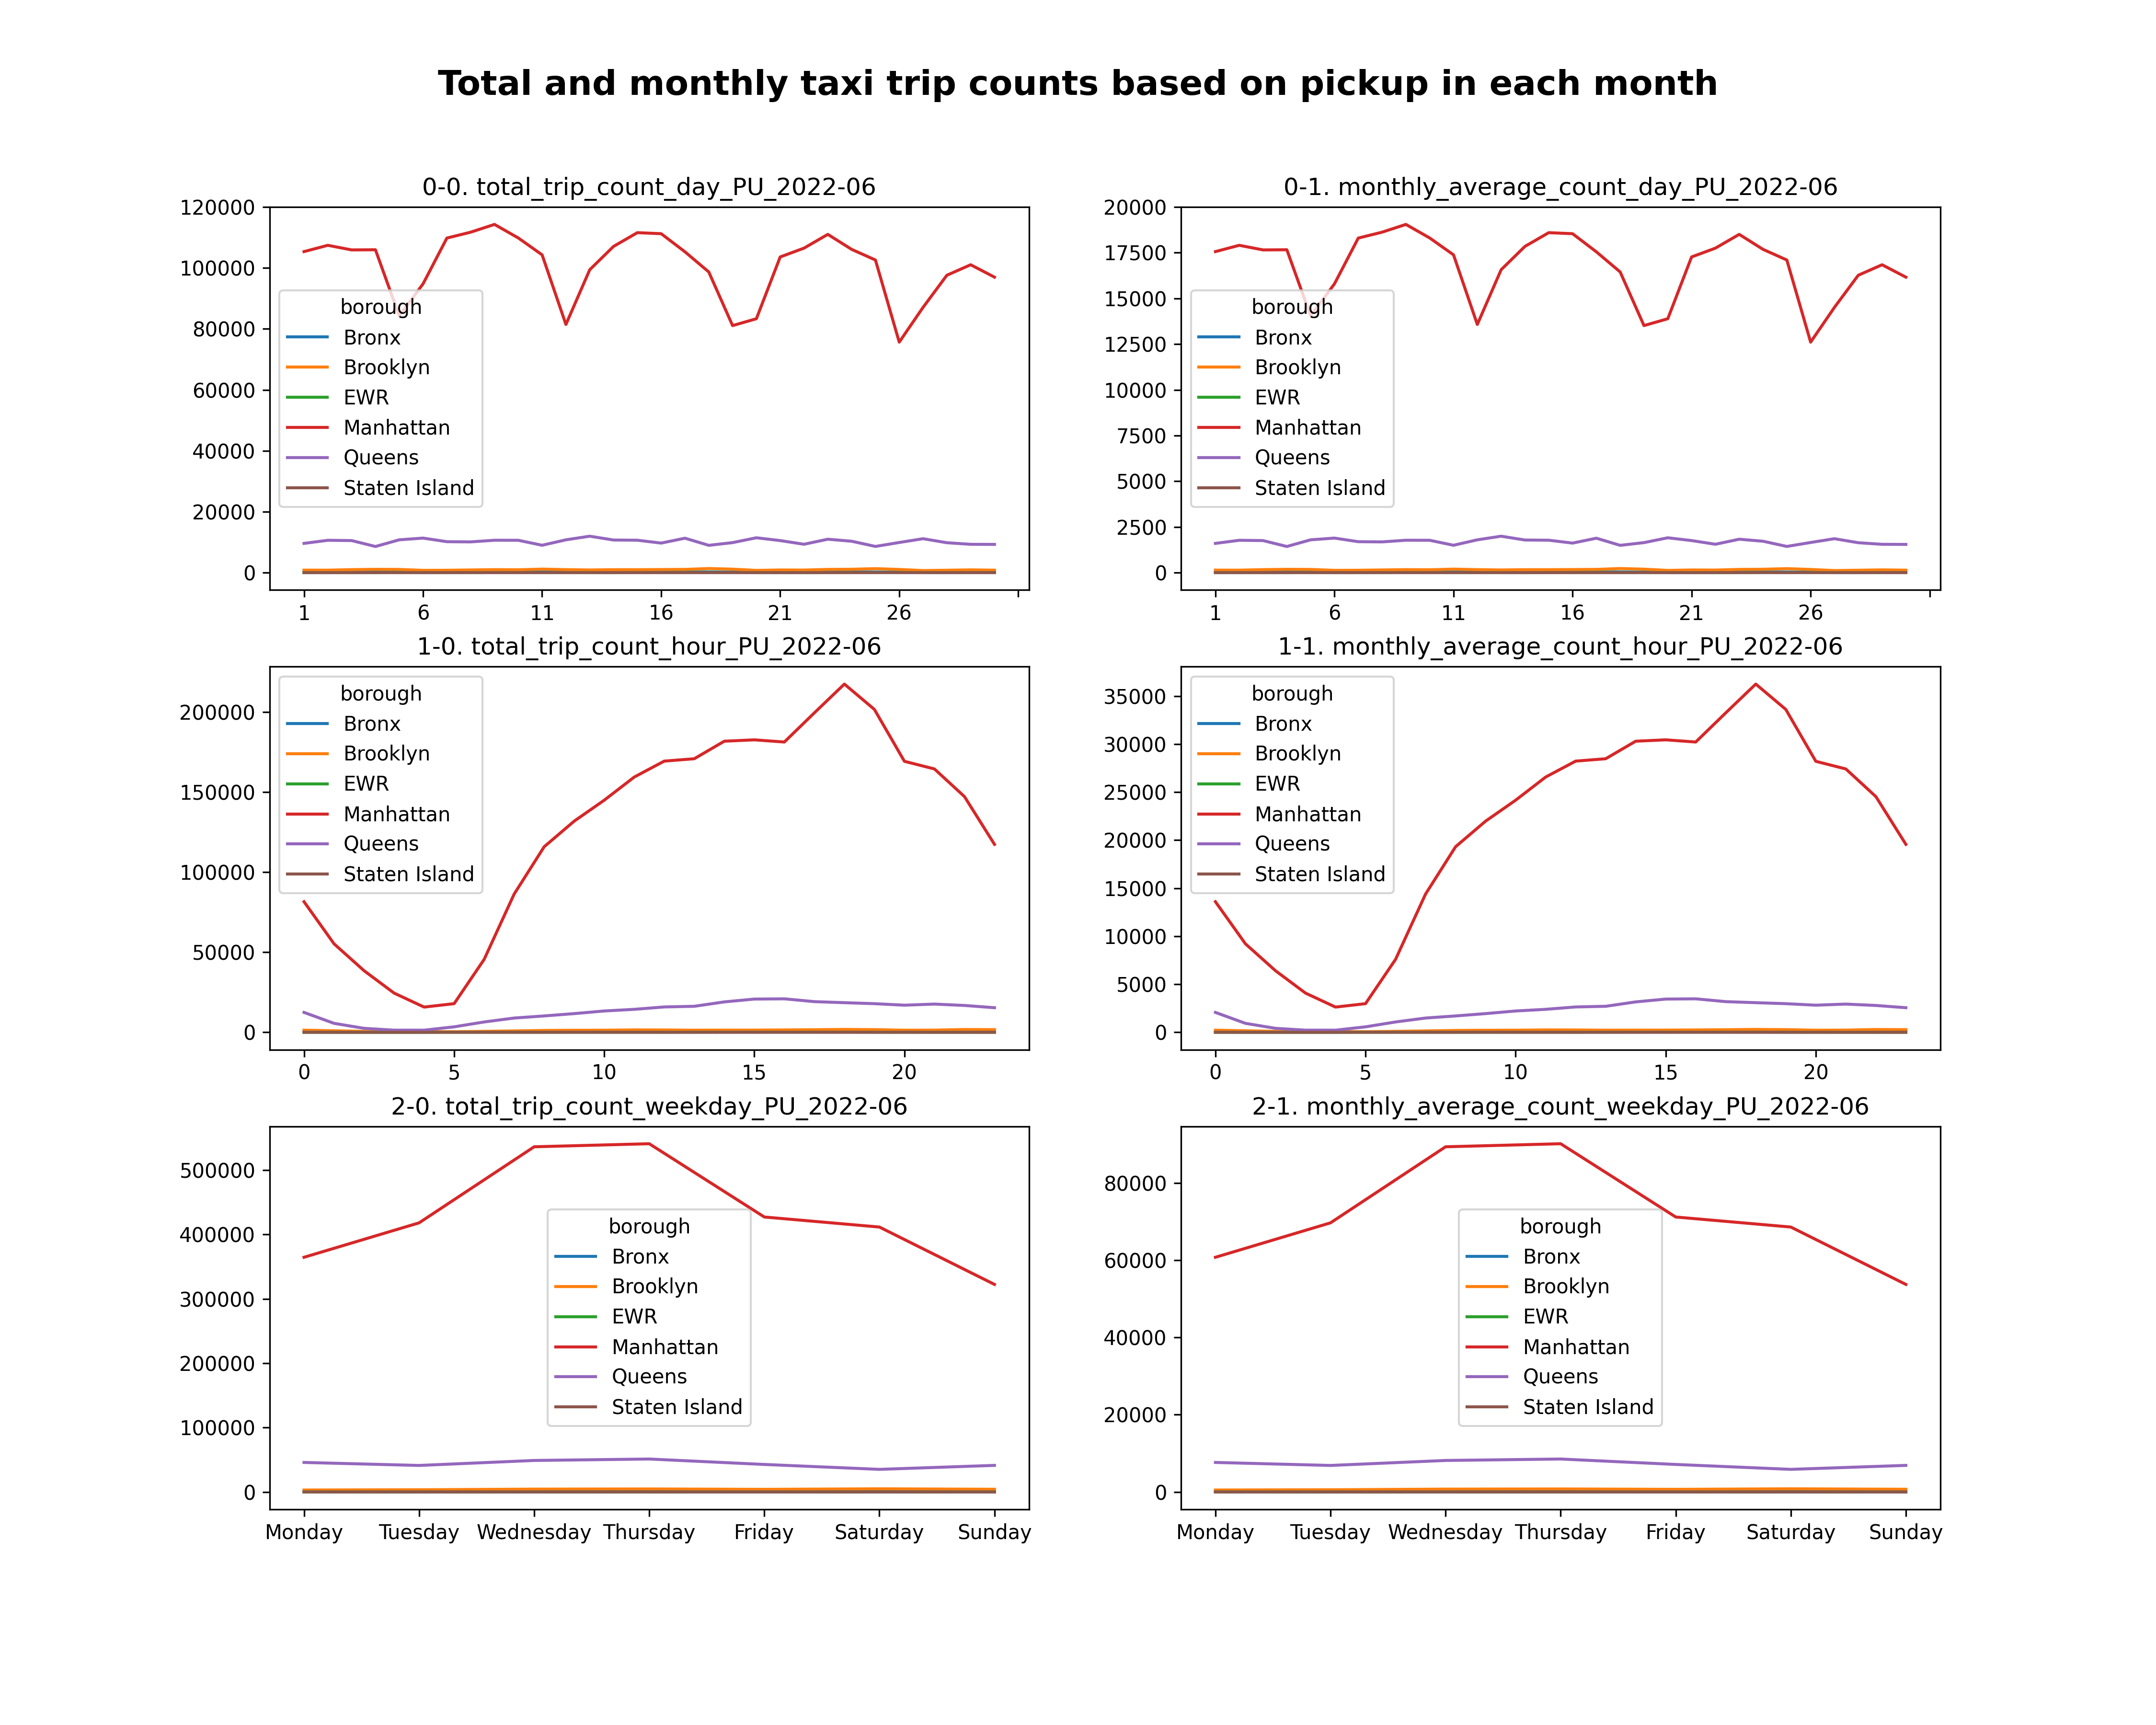 Total and monthly taxi trip counts based on pickup in each month
0-0. total_trip_count_day_PU_2022-06
120000
100000
80000
60000
40000
20000
0
borough
Bronx
Brooklyn
EWR
Manhattan
Queens
Staten Island
1 6 11 16 21 26
0-1. monthly_average_count_day_PU_2022-06
20000
17500
15000
12500
10000
7500
5000
2500
0
borough
Bronx
Brooklyn
EWR
Manhattan
Queens
Staten Island
1 6 11 16 21 26
1-0. total_trip_count_hour_PU_2022-06
200000
150000
100000
50000
0
borough
Bronx
Brooklyn
EWR
Manhattan
Queens
Staten Island
0 5 10 15 20
1-1. monthly_average_count_hour_PU_2022-06
35000
30000
25000
20000
15000
10000
5000
0
borough
Bronx
Brooklyn
EWR
Manhattan
Queens
Staten Island
0 5 10 15 20
2-0. total_trip_count_weekday_PU_2022-06
500000
400000
300000
200000
100000
0
borough
Bronx
Brooklyn
EWR
Manhattan
Queens
Staten Island
Monday Tuesday Wednesday Thursday Friday Saturday Sunday
2-1. monthly_average_count_weekday_PU_2022-06
80000
60000
40000
20000
0
borough
Bronx
Brooklyn
EWR
Manhattan
Queens
Staten Island
Monday Tuesday Wednesday Thursday Friday Saturday Sunday